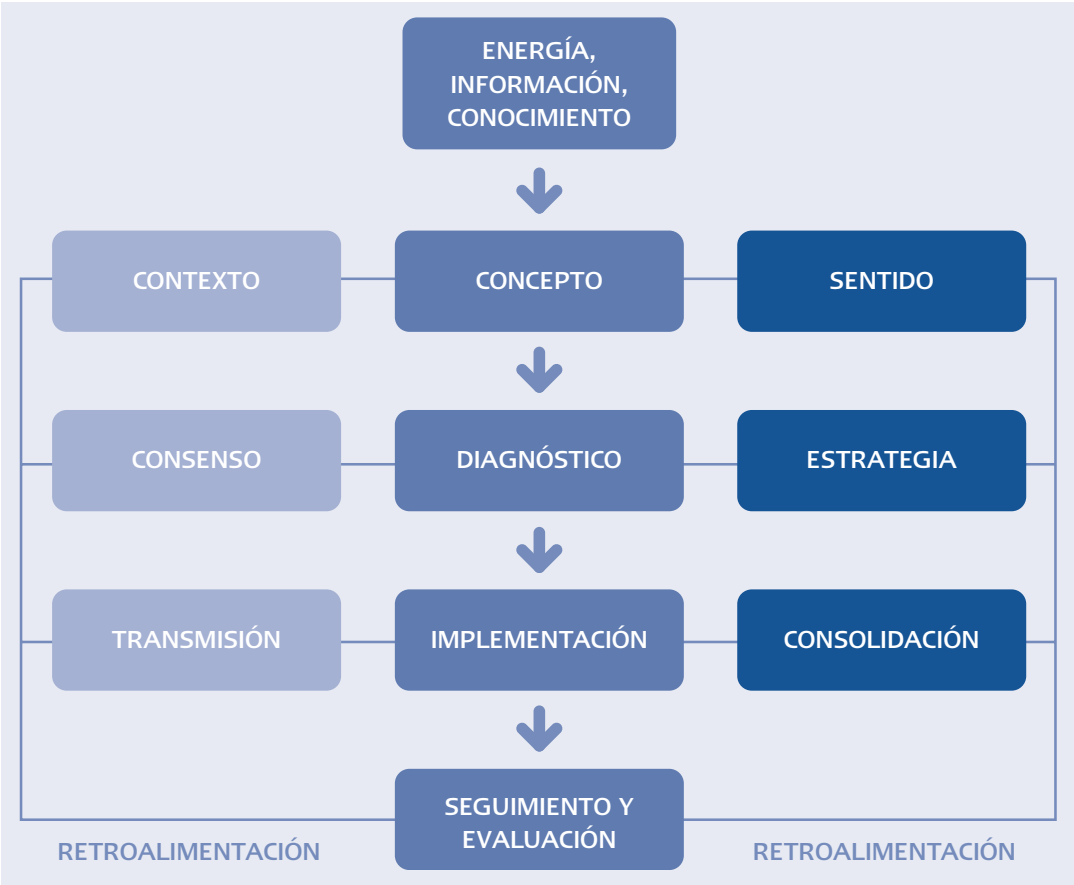 ENERGÍA,
INFORMACIÓN,
CONOCIMIENTO
CONTEXTO
CONCEPTO
SENTIDO
CONSENSO
DIAGNÓSTICO
ESTRATEGIA
TRANSMISIÓN
IMPLEMENTACIÓN
CONSOLIDACIÓN
SEGUIMIENTO Y
EVALUACIÓN
RETROALIMENTACIÓN
RETROALIMENTACIÓN